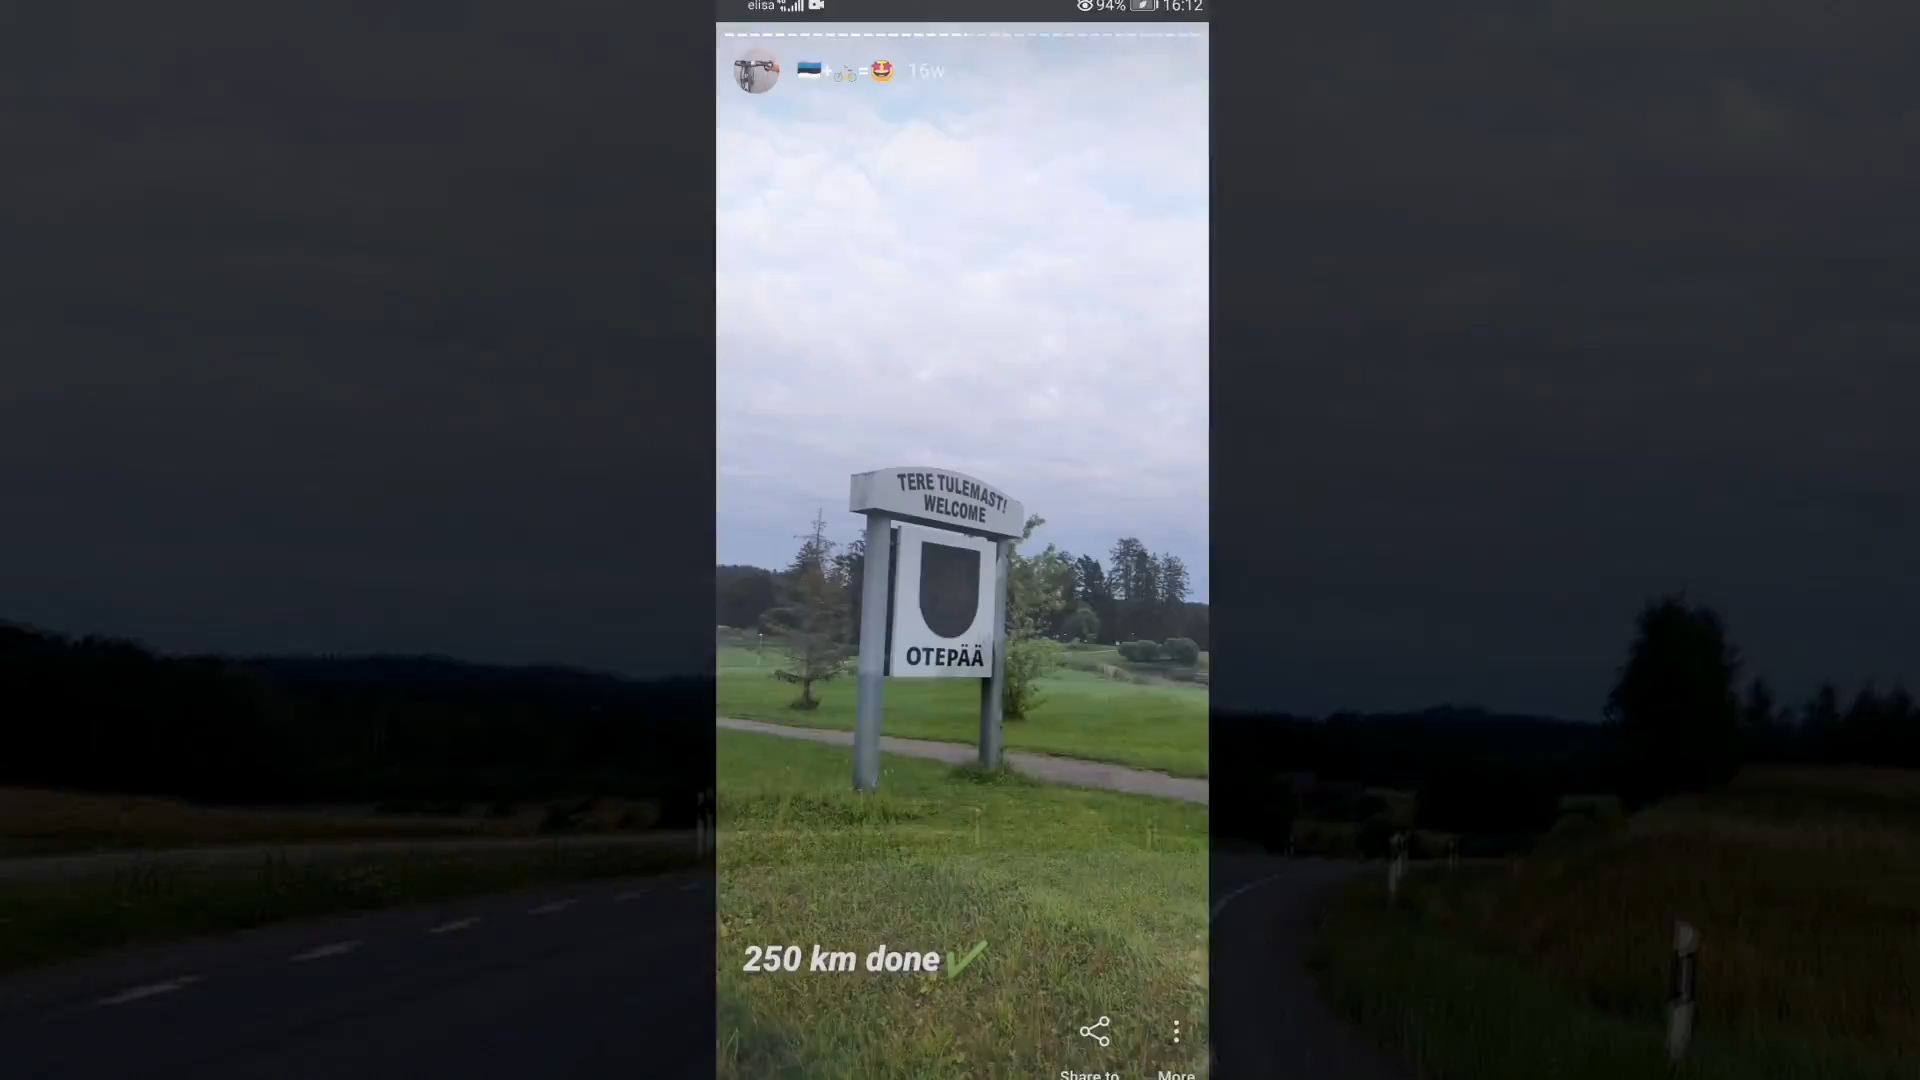 elisa 94% 16:12
🇪🇪+🚲=🤩 16w
TERE TULEMAST!
WELCOME
OTEPÄÄ
250 km done✔
Share to More